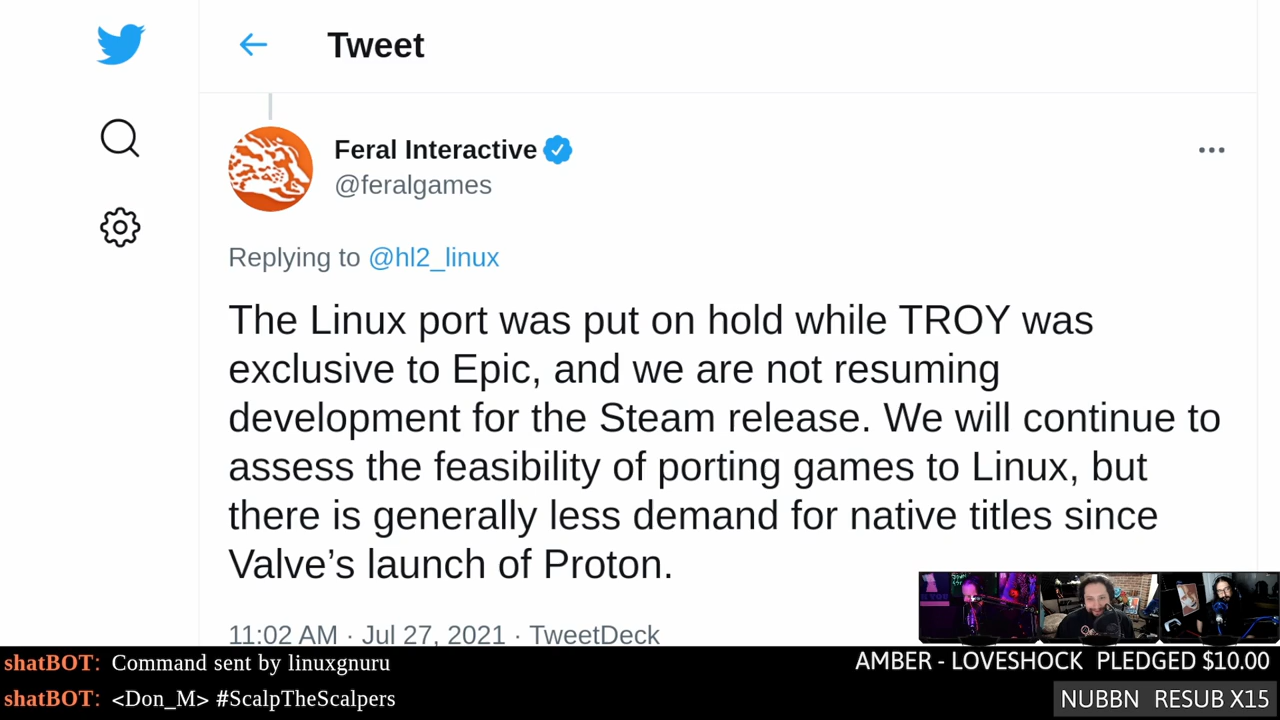 Tweet
Feral Interactive
@feralgames
Replying to @hl2_linux
The Linux port was put on hold while TROY was
exclusive to Epic, and we are not resuming
development for the Steam release. We will continue to
assess the feasibility of porting games to Linux, but
there is generally less demand for native titles since
Valve’s launch of Proton.
11:02 AM · Jul 27, 2021 · TweetDeck
shatBOT: Command sent by linuxgnuru
AMBER - LOVESHOCK PLEDGED $10.00
shatBOT: <Don_M> #ScalpTheScalpers
NUBBN RESUB X15